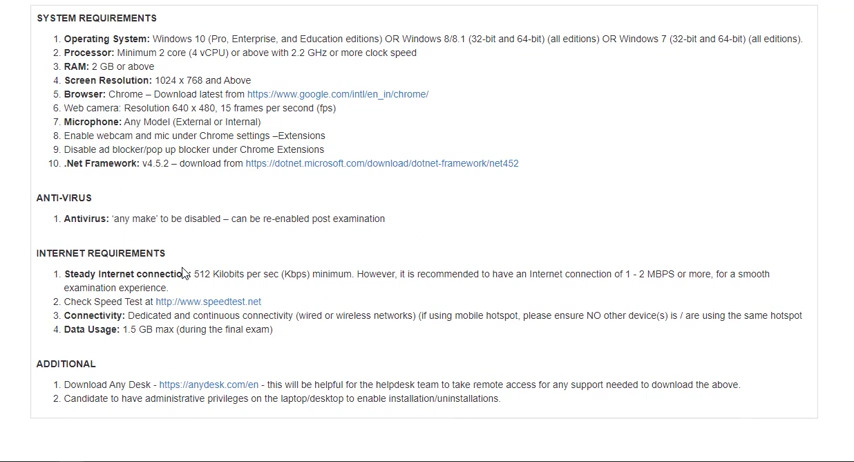 SYSTEM REQUIREMENTS
1. Operating System: Windows 10 (Pro, Enterprise, and Education editions) OR Windows 8/8.1 (32-bit and 64-bit) (all editions) OR Windows 7 (32-bit and 64-bit) (all editions).
2. Processor: Minimum 2 core (4 vCPU) or above with 2.2 GHz or more clock speed
3. RAM: 2 GB or above
4. Screen Resolution: 1024 x 768 and Above
5. Browser: Chrome – Download latest from https://www.google.com/intl/en_in/chrome/
6. Web camera: Resolution 640 x 480, 15 frames per second (fps)
7. Microphone: Any Model (External or Internal)
8. Enable webcam and mic under Chrome settings –Extensions
9. Disable ad blocker/pop up blocker under Chrome Extensions
10. .Net Framework: v4.5.2 – download from https://dotnet.microsoft.com/download/dotnet-framework/net452
ANTI-VIRUS
1. Antivirus: 'any make' to be disabled – can be re-enabled post examination
INTERNET REQUIREMENTS
1. Steady Internet connection: 512 Kilobits per sec (Kbps) minimum. However, it is recommended to have an Internet connection of 1 - 2 MBPS or more, for a smooth
examination experience.
2. Check Speed Test at http://www.speedtest.net
3. Connectivity: Dedicated and continuous connectivity (wired or wireless networks) (if using mobile hotspot, please ensure NO other device(s) is / are using the same hotspot
4. Data Usage: 1.5 GB max (during the final exam)
ADDITIONAL
1. Download Any Desk - https://anydesk.com/en - this will be helpful for the helpdesk team to take remote access for any support needed to download the above.
2. Candidate to have administrative privileges on the laptop/desktop to enable installation/uninstallations.